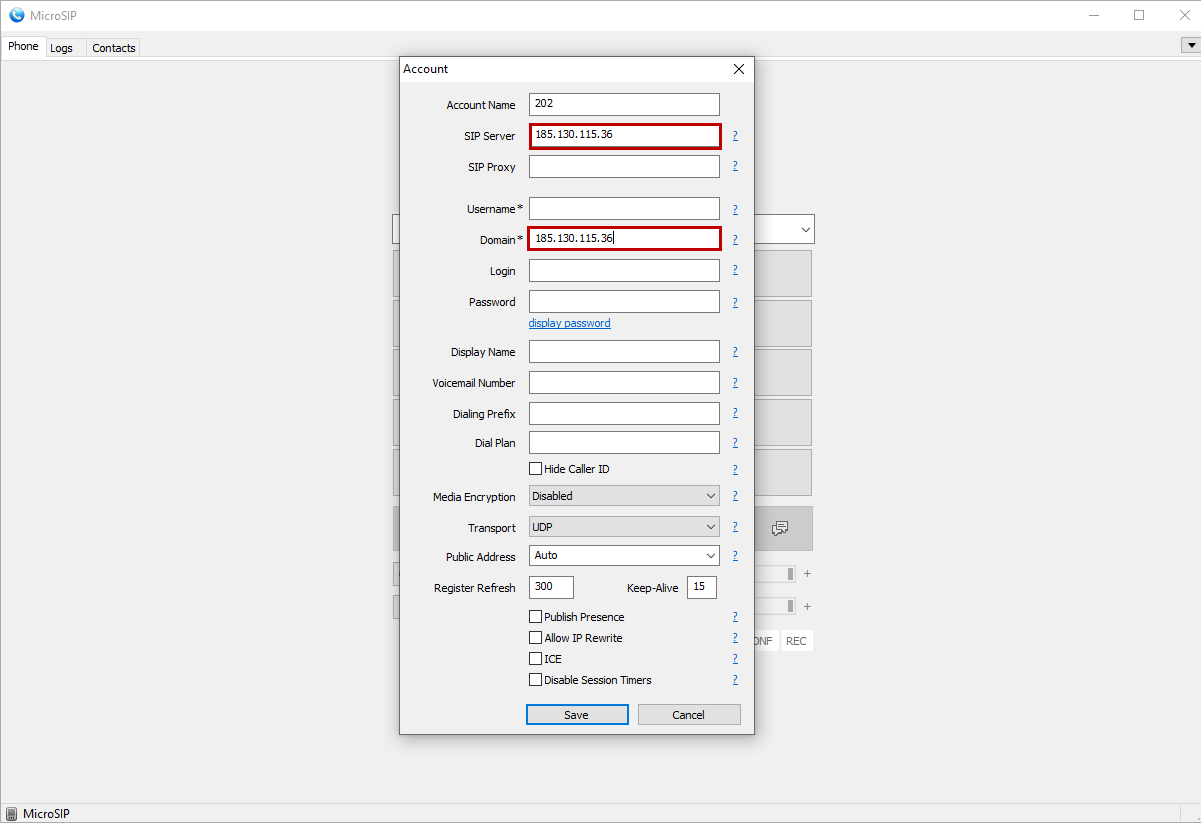 MicroSIP
Phone Logs Contacts
Account
Account Name 202
SIP Server 185.130.115.36 ?
SIP Proxy ?
Username* ?
Domain* 185.130.115.36 ?
Login ?
Password ?
display password
Display Name ?
Voicemail Number ?
Dialing Prefix ?
Dial Plan ?
Hide Caller ID ?
Media Encryption Disabled ?
Transport UDP ?
Public Address Auto ?
Register Refresh 300 Keep-Alive 15
+
+
Publish Presence ?
Allow IP Rewrite ?
ONF REC
ICE ?
Disable Session Timers ?
Save Cancel
MicroSIP